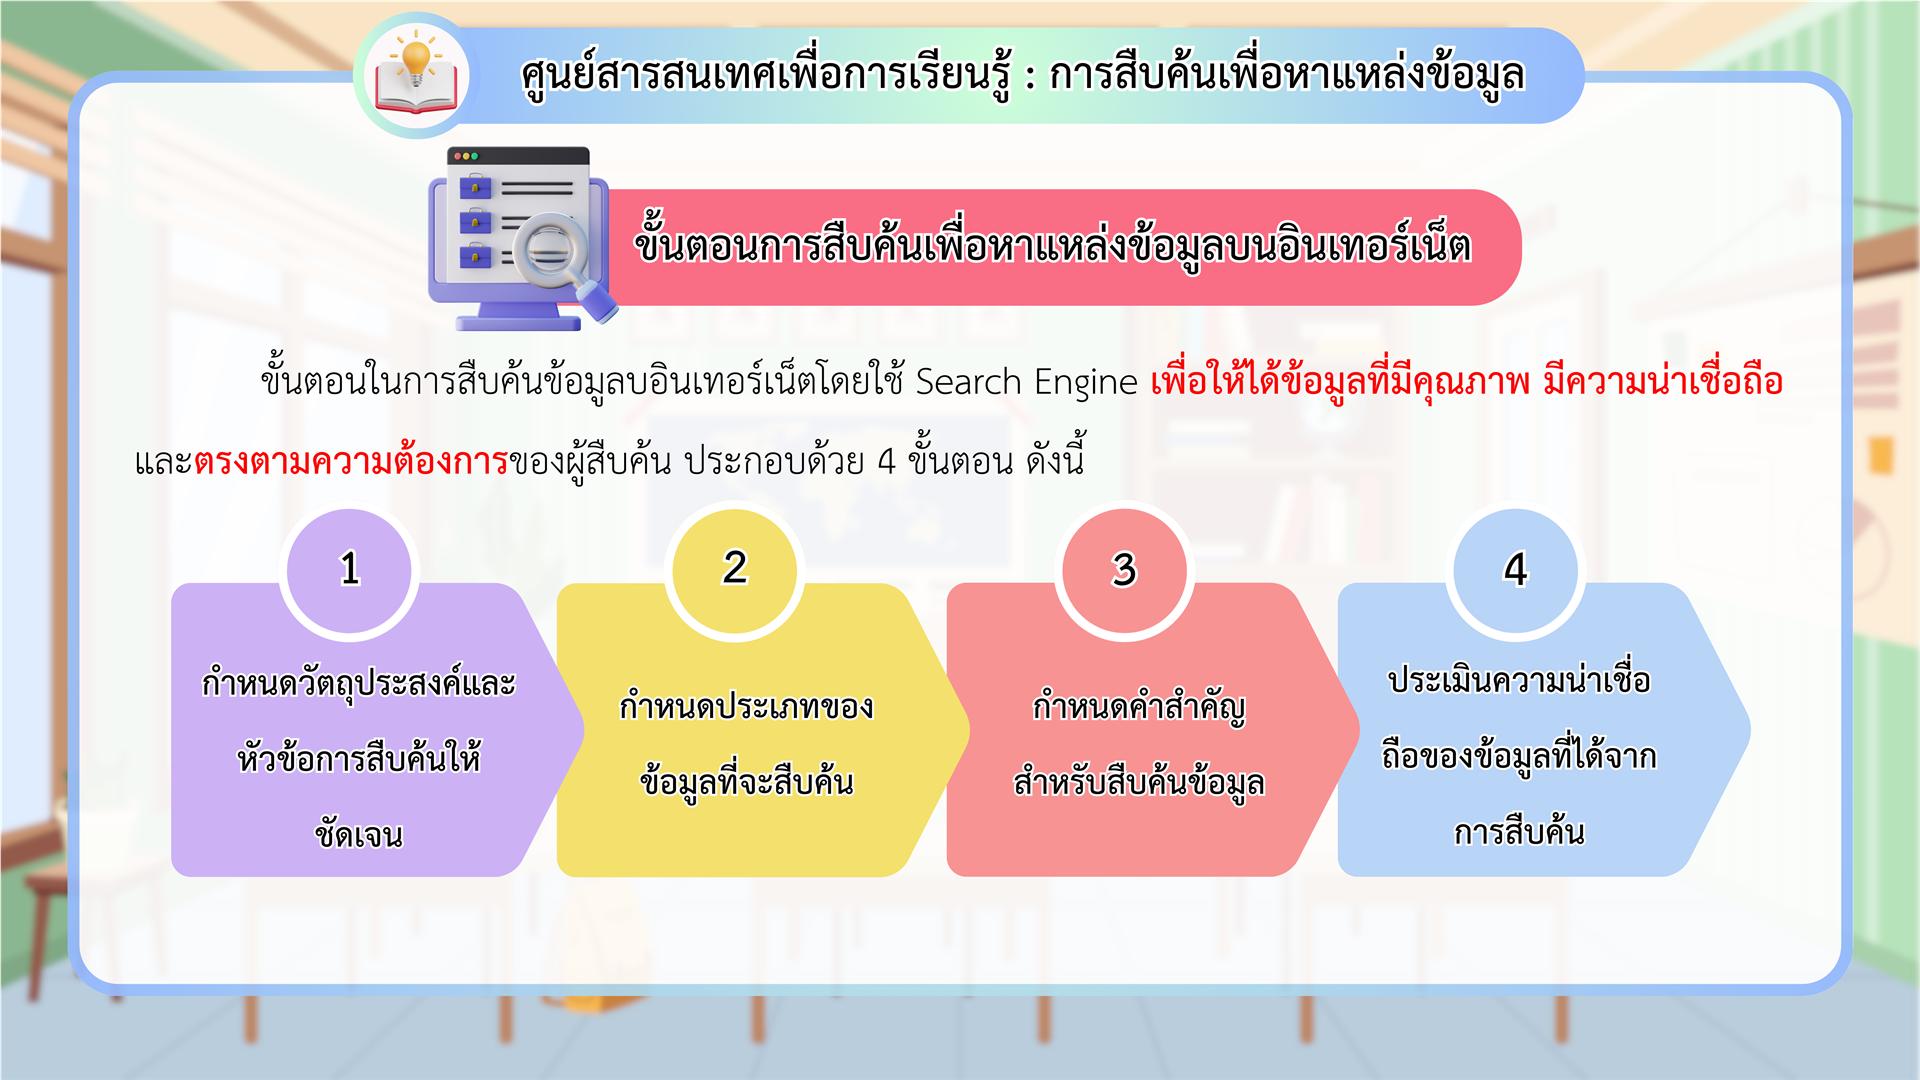 ศูนย์สารสนเทศเพื่อการเรียนรู้ : การสืบค้นเพื่อหาแหล่งข้อมูล
ขั้นตอนการสืบค้นเพื่อหาแหล่งข้อมูลบนอินเทอร์เน็ต
ขั้นตอนในการสืบค้นข้อมูลบอินเทอร์เน็ตโดยใช้ Search Engine เพื่อให้ได้ข้อมูลที่มีคุณภาพ มีความน่าเชื่อถือ
และตรงตามความต้องการของผู้สืบค้น ประกอบด้วย 4 ขั้นตอน ดังนี้
1
กำหนดวัตถุประสงค์และ
หัวข้อการสืบค้นให้
ชัดเจน
2
กำหนดประเภทของ
ข้อมูลที่จะสืบค้น
3
กำหนดคำสำคัญ
สำหรับสืบค้นข้อมูล
4
ประเมินความน่าเชื่อ
ถือของข้อมูลที่ได้จาก
การสืบค้น